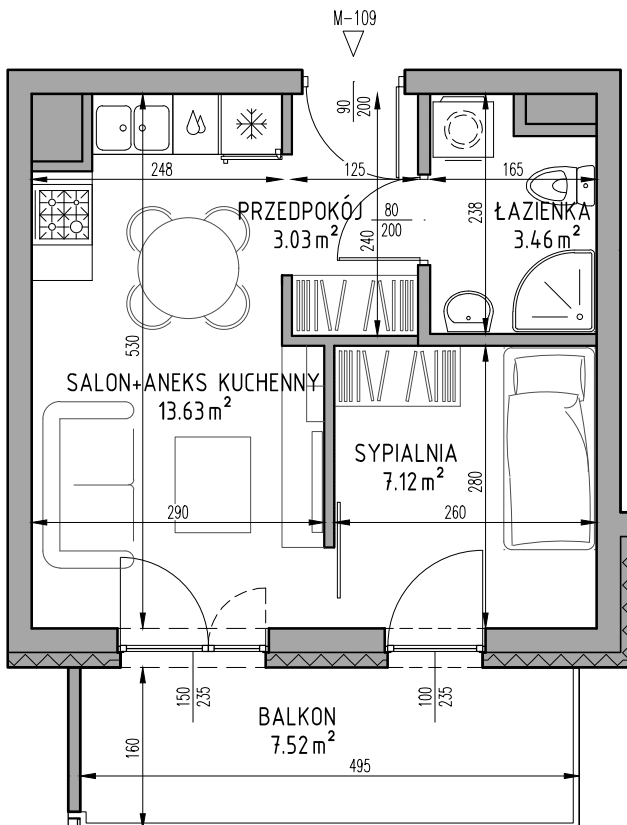 M-109
90
200
248
125
165
PRZEDPOKÓJ
3.03 m²
80
200
240
238
ŁAZIENKA
3.46 m²
530
SALON+ANEKS KUCHENNY
13.63 m²
SYPIALNIA
7.12 m²
280
290
260
150
235
100
235
BALKON
7.52 m²
160
495